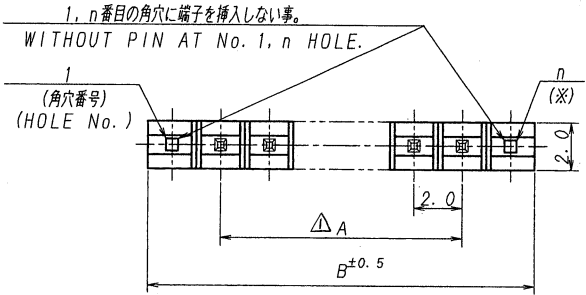 1, n番目の角穴に端子を挿入しない事。
WITHOUT PIN AT No. 1, n HOLE.
1
(角穴番号)
(HOLE No.)
n
(※)
2. 0
2. 0
1 A
B±0. 5